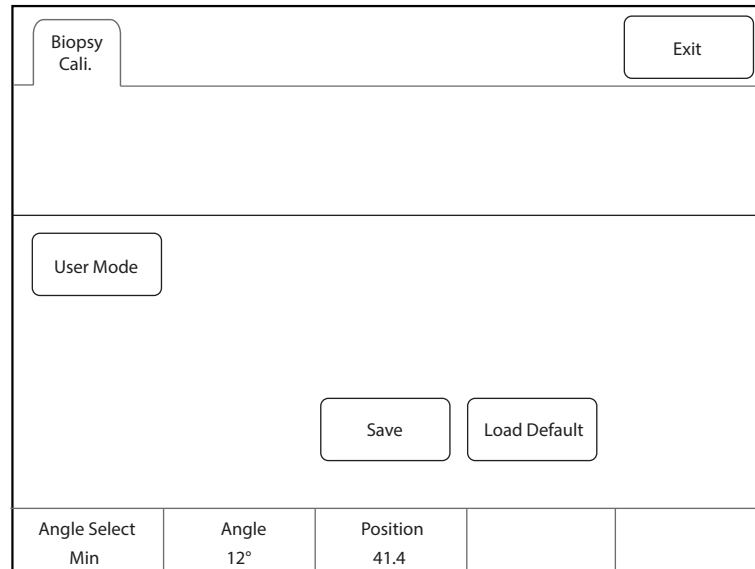 Biopsy
Cali.
Exit
User Mode
Save
Load Default
Angle Select
Angle
Position
Min
12°
41.4